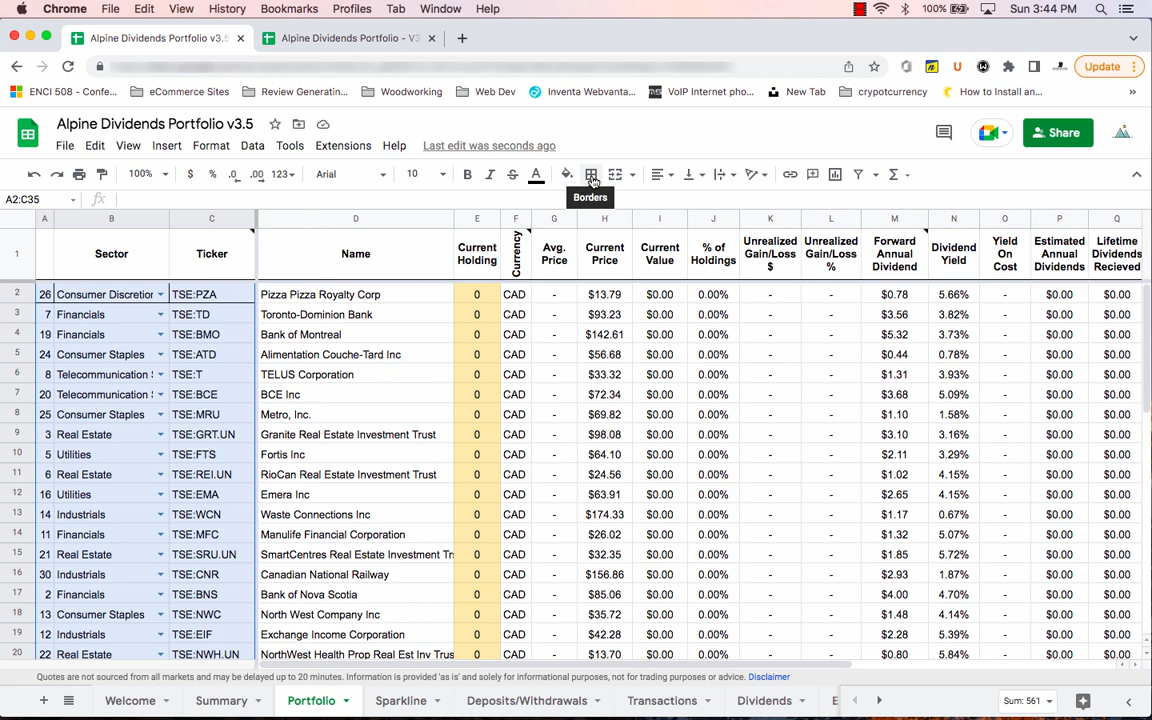 Chrome File Edit View History Bookmarks Profiles Tab Window Help 100% Sun 3:44 PM
Alpine Dividends Portfolio v3.5 Alpine Dividends Portfolio - V3
Update
ENCI 508 - Confe... eCommerce Sites Review Generatin... Woodworking Web Dev Inventa Webvanta... VoIP Internet pho... New Tab cryptocurrency How to Install an... »
Alpine Dividends Portfolio v3.5
Share
File Edit View Insert Format Data Tools Extensions Help Last edit was seconds ago
100% $ % .0 .00 123 Arial 10 B I S A
Borders
A2:C35 fx
A B C D E F G H I J K L M N O P Q
1 Sector Ticker Name Current Holding Currency Avg. Price Current Price Current Value % of Holdings Unrealized Gain/Loss $ Unrealized Gain/Loss % Forward Annual Dividend Dividend Yield Yield On Cost Estimated Annual Dividends Lifetime Dividends Recieved
2 26 Consumer Discretior TSE:PZA Pizza Pizza Royalty Corp 0 CAD - $13.79 $0.00 0.00% - - $0.78 5.66% - $0.00 $0.00
3 7 Financials TSE:TD Toronto-Dominion Bank 0 CAD - $93.23 $0.00 0.00% - - $3.56 3.82% - $0.00 $0.00
4 19 Financials TSE:BMO Bank of Montreal 0 CAD - $142.61 $0.00 0.00% - - $5.32 3.73% - $0.00 $0.00
5 24 Consumer Staples TSE:ATD Alimentation Couche-Tard Inc 0 CAD - $56.68 $0.00 0.00% - - $0.44 0.78% - $0.00 $0.00
6 8 Telecommunication TSE:T TELUS Corporation 0 CAD - $33.32 $0.00 0.00% - - $1.31 3.93% - $0.00 $0.00
7 20 Telecommunication TSE:BCE BCE Inc 0 CAD - $72.34 $0.00 0.00% - - $3.68 5.09% - $0.00 $0.00
8 25 Consumer Staples TSE:MRU Metro, Inc. 0 CAD - $69.82 $0.00 0.00% - - $1.10 1.58% - $0.00 $0.00
9 3 Real Estate TSE:GRT.UN Granite Real Estate Investment Trust 0 CAD - $98.08 $0.00 0.00% - - $3.10 3.16% - $0.00 $0.00
10 5 Utilities TSE:FTS Fortis Inc 0 CAD - $64.10 $0.00 0.00% - - $2.11 3.29% - $0.00 $0.00
11 6 Real Estate TSE:REI.UN RioCan Real Estate Investment Trust 0 CAD - $24.56 $0.00 0.00% - - $1.02 4.15% - $0.00 $0.00
12 16 Utilities TSE:EMA Emera Inc 0 CAD - $63.91 $0.00 0.00% - - $2.65 4.15% - $0.00 $0.00
13 14 Industrials TSE:WCN Waste Connections Inc 0 CAD - $174.33 $0.00 0.00% - - $1.17 0.67% - $0.00 $0.00
14 11 Financials TSE:MFC Manulife Financial Corporation 0 CAD - $26.02 $0.00 0.00% - - $1.32 5.07% - $0.00 $0.00
15 21 Real Estate TSE:SRU.UN SmartCentres Real Estate Investment Tr 0 CAD - $32.35 $0.00 0.00% - - $1.85 5.72% - $0.00 $0.00
16 30 Industrials TSE:CNR Canadian National Railway 0 CAD - $156.86 $0.00 0.00% - - $2.93 1.87% - $0.00 $0.00
17 2 Financials TSE:BNS Bank of Nova Scotia 0 CAD - $85.06 $0.00 0.00% - - $4.00 4.70% - $0.00 $0.00
18 13 Consumer Staples TSE:NWC North West Company Inc 0 CAD - $35.72 $0.00 0.00% - - $1.48 4.14% - $0.00 $0.00
19 12 Industrials TSE:EIF Exchange Income Corporation 0 CAD - $42.28 $0.00 0.00% - - $2.28 5.39% - $0.00 $0.00
20 22 Real Estate TSE:NWH.UN NorthWest Health Prop Real Est Inv Trus 0 CAD - $13.70 $0.00 0.00% - - $0.80 5.84% - $0.00 $0.00
Quotes are not sourced from all markets and may be delayed up to 20 minutes. Information is provided 'as is' and solely for informational purposes, not for trading purposes or advice. Disclaimer
Welcome Summary Portfolio Sparkline Deposits/Withdrawals Transactions Dividends E Sum: 561